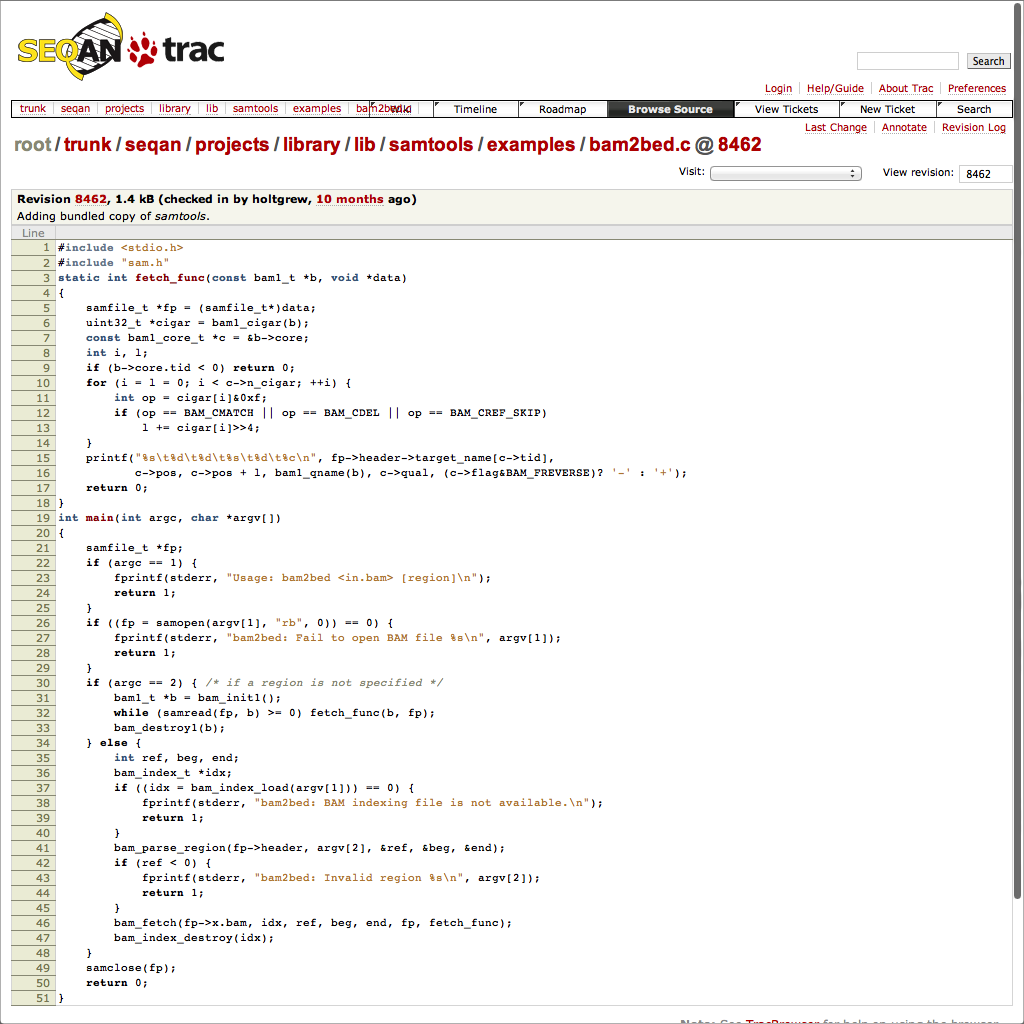 SEQAN trac
Search
Login Help/Guide About Trac Preferences
trunk seqan projects library lib samtools examples bam2bed.c Wiki Timeline Roadmap Browse Source View Tickets New Ticket Search
Last Change Annotate Revision Log
root/trunk/seqan/projects/library/lib/samtools/examples/bam2bed.c @ 8462
Visit: View revision: 8462
Revision 8462, 1.4 kB (checked in by holtgrew, 10 months ago)
Adding bundled copy of samtools.
Line
1 #include <stdio.h>
2 #include "sam.h"
3 static int fetch_func(const bam1_t *b, void *data)
4 {
5     samfile_t *fp = (samfile_t*)data;
6     uint32_t *cigar = bam1_cigar(b);
7     const bam1_core_t *c = &b->core;
8     int i, l;
9     if (b->core.tid < 0) return 0;
10     for (i = l = 0; i < c->n_cigar; ++i) {
11         int op = cigar[i]&0xf;
12         if (op == BAM_CMATCH || op == BAM_CDEL || op == BAM_CREF_SKIP)
13             l += cigar[i]>>4;
14     }
15     printf("%s\t%d\t%d\t%s\t%d\t%c\n", fp->header->target_name[c->tid],
16            c->pos, c->pos + l, bam1_qname(b), c->qual, (c->flag&BAM_FREVERSE)? '-' : '+');
17     return 0;
18 }
19 int main(int argc, char *argv[])
20 {
21     samfile_t *fp;
22     if (argc == 1) {
23         fprintf(stderr, "Usage: bam2bed <in.bam> [region]\n");
24         return 1;
25     }
26     if ((fp = samopen(argv[1], "rb", 0)) == 0) {
27         fprintf(stderr, "bam2bed: Fail to open BAM file %s\n", argv[1]);
28         return 1;
29     }
30     if (argc == 2) { /* if a region is not specified */
31         bam1_t *b = bam_init1();
32         while (samread(fp, b) >= 0) fetch_func(b, fp);
33         bam_destroy1(b);
34     } else {
35         int ref, beg, end;
36         bam_index_t *idx;
37         if ((idx = bam_index_load(argv[1])) == 0) {
38             fprintf(stderr, "bam2bed: BAM indexing file is not available.\n");
39             return 1;
40         }
41         bam_parse_region(fp->header, argv[2], &ref, &beg, &end);
42         if (ref < 0) {
43             fprintf(stderr, "bam2bed: Invalid region %s\n", argv[2]);
44             return 1;
45         }
46         bam_fetch(fp->x.bam, idx, ref, beg, end, fp, fetch_func);
47         bam_index_destroy(idx);
48     }
49     samclose(fp);
50     return 0;
51 }
Note: See TracBrowser for help on using the browser.